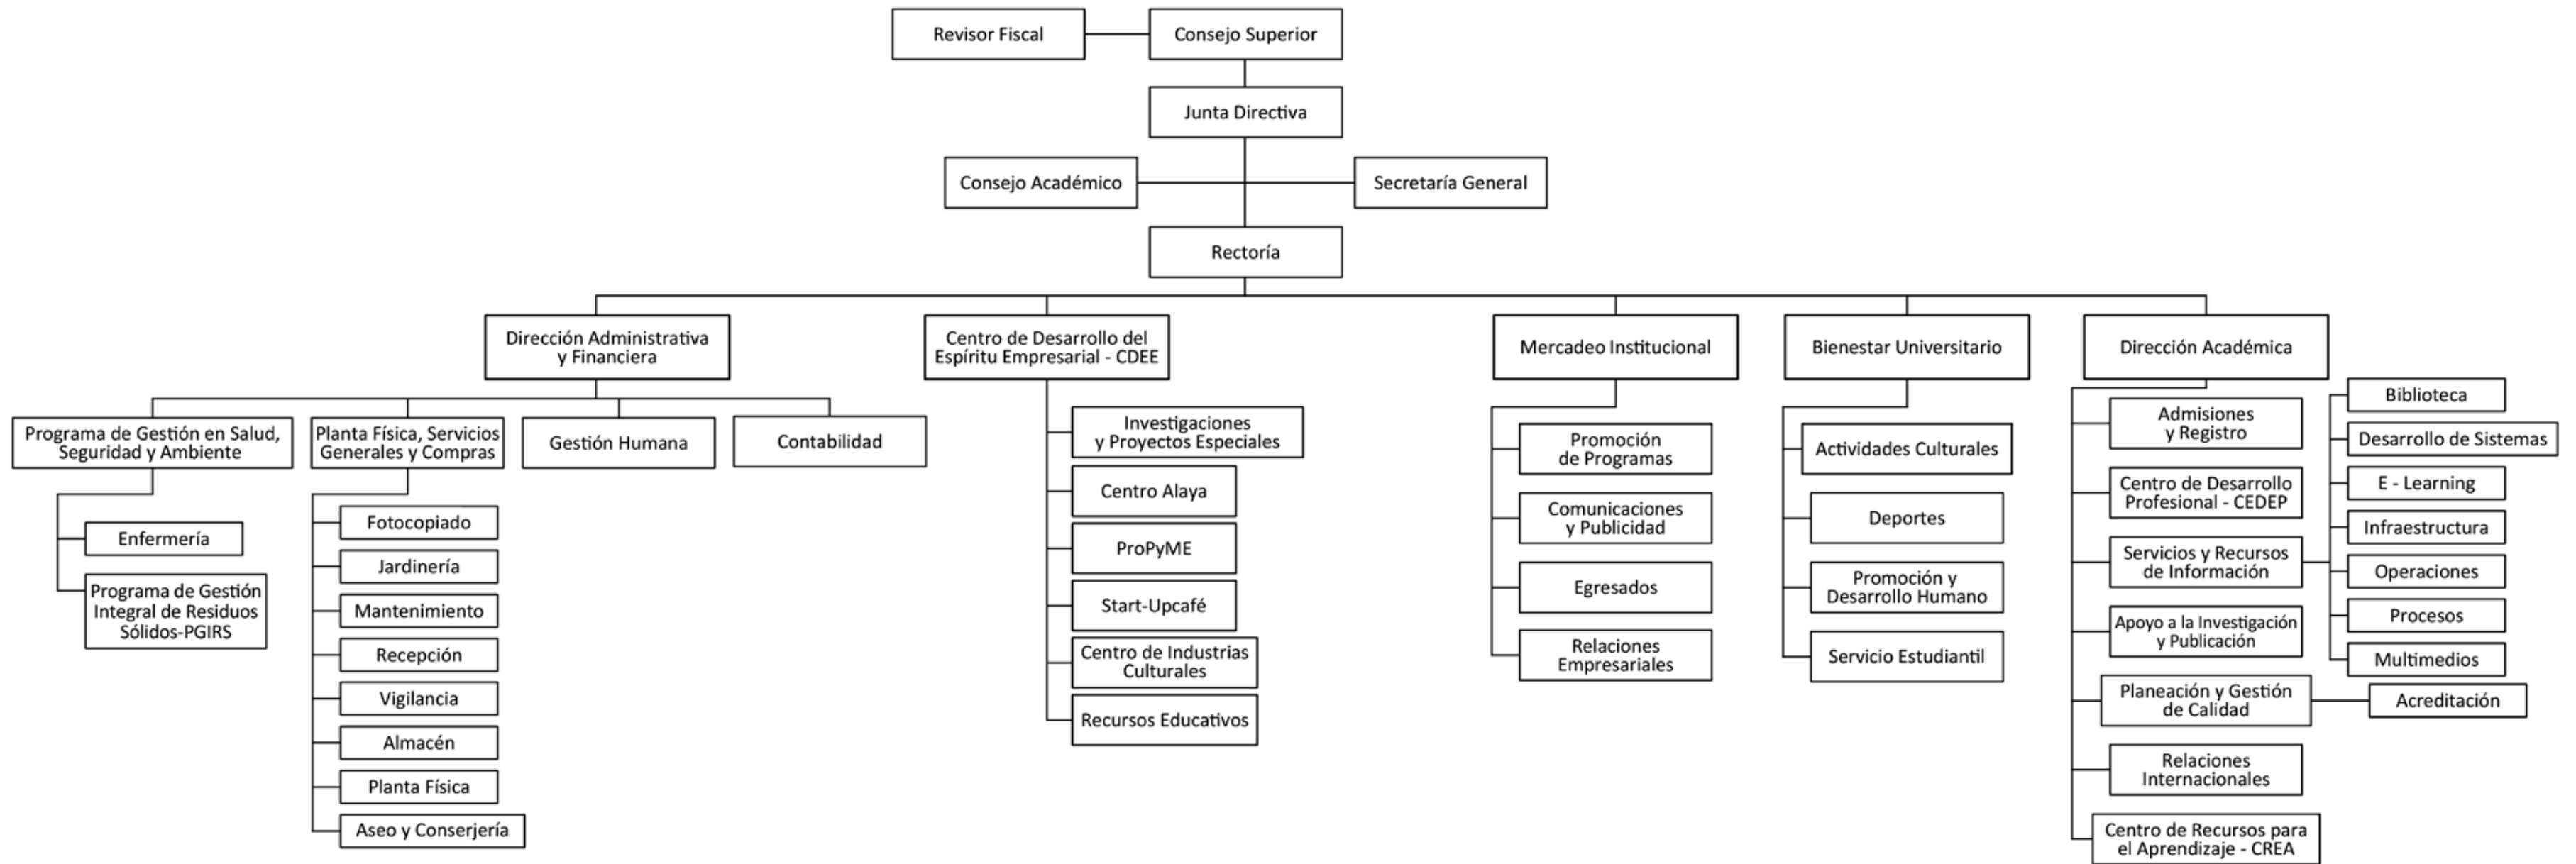 Revisor Fiscal
Consejo Superior
Junta Directiva
Consejo Académico
Secretaría General
Rectoría
Dirección Administrativa
y Financiera
Centro de Desarrollo del
Espíritu Empresarial - CDEE
Mercadeo Institucional
Bienestar Universitario
Dirección Académica
Programa de Gestión en Salud,
Seguridad y Ambiente
Enfermería
Programa de Gestión
Integral de Residuos
Sólidos-PGIRS
Planta Física, Servicios
Generales y Compras
Fotocopiado
Jardinería
Mantenimiento
Recepción
Vigilancia
Almacén
Planta Física
Aseo y Conserjería
Gestión Humana
Contabilidad
Investigaciones
y Proyectos Especiales
Centro Alaya
ProPyME
Start-Upcafé
Centro de Industrias
Culturales
Recursos Educativos
Promoción
de Programas
Comunicaciones
y Publicidad
Egresados
Relaciones
Empresariales
Actividades Culturales
Deportes
Promoción y
Desarrollo Humano
Servicio Estudiantil
Admisiones
y Registro
Centro de Desarrollo
Profesional - CEDEP
Servicios y Recursos
de Información
Apoyo a la Investigación
y Publicación
Planeación y Gestión
de Calidad
Relaciones
Internacionales
Centro de Recursos para
el Aprendizaje - CREA
Biblioteca
Desarrollo de Sistemas
E - Learning
Infraestructura
Operaciones
Procesos
Multimedios
Acreditación